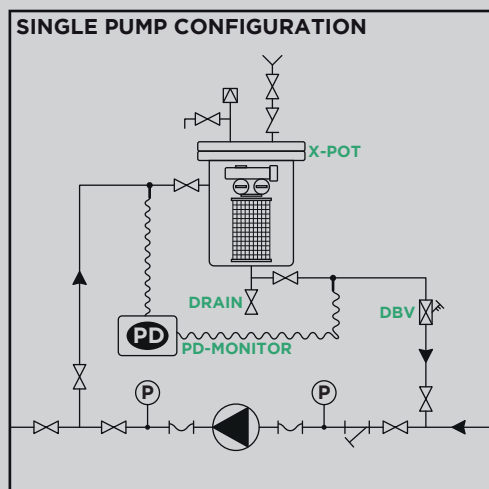 SINGLE PUMP CONFIGURATION
X-POT
DRAIN
DBV
PD
PD-MONITOR
P
P